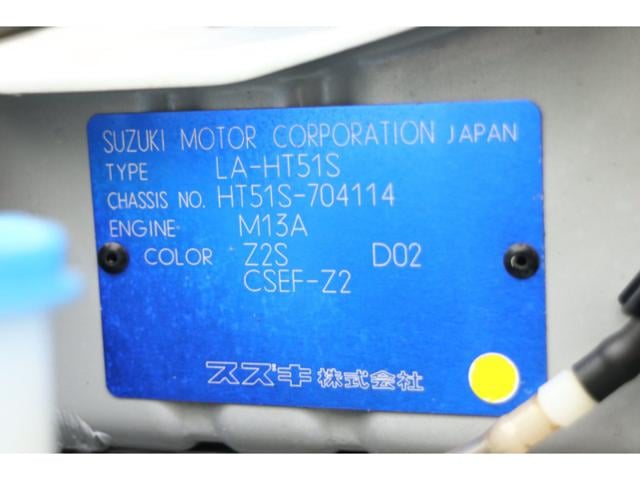 SUZUKI MOTOR CORPORATION JAPAN
TYPE LA-HT51S
CHASSIS NO. HT51S-704114
ENGINE M13A
COLOR Z2S D02
CSEF-Z2
スズキ株式会社